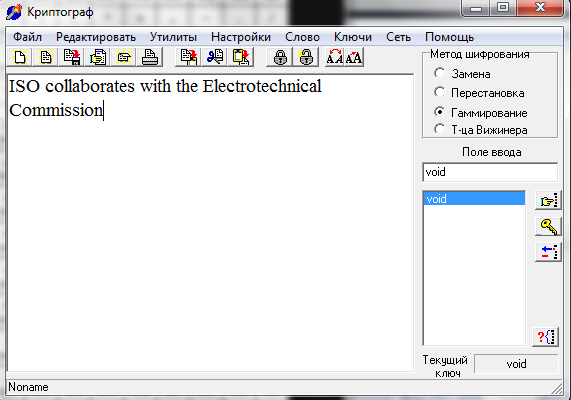 Криптограф
Файл Редактировать Утилиты Настройки Слово Ключи Сеть Помощь
Метод шифрования
Замена
Перестановка
Гаммирование
Т-ца Вижинера
ISO collaborates with the Electrotechnical
Commission
Поле ввода
void
void
Текущий
ключ
void
Noname